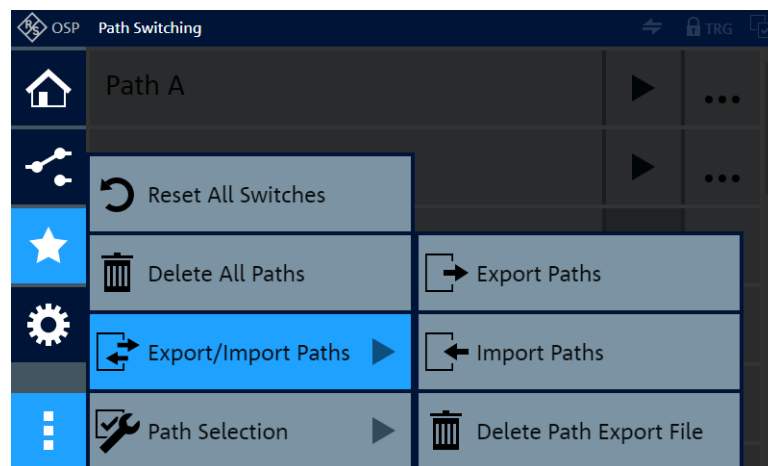 R&S OSP Path Switching TRG
Path A
...
...
Reset All Switches
Delete All Paths
Export Paths
Export/Import Paths
Import Paths
Path Selection
Delete Path Export File